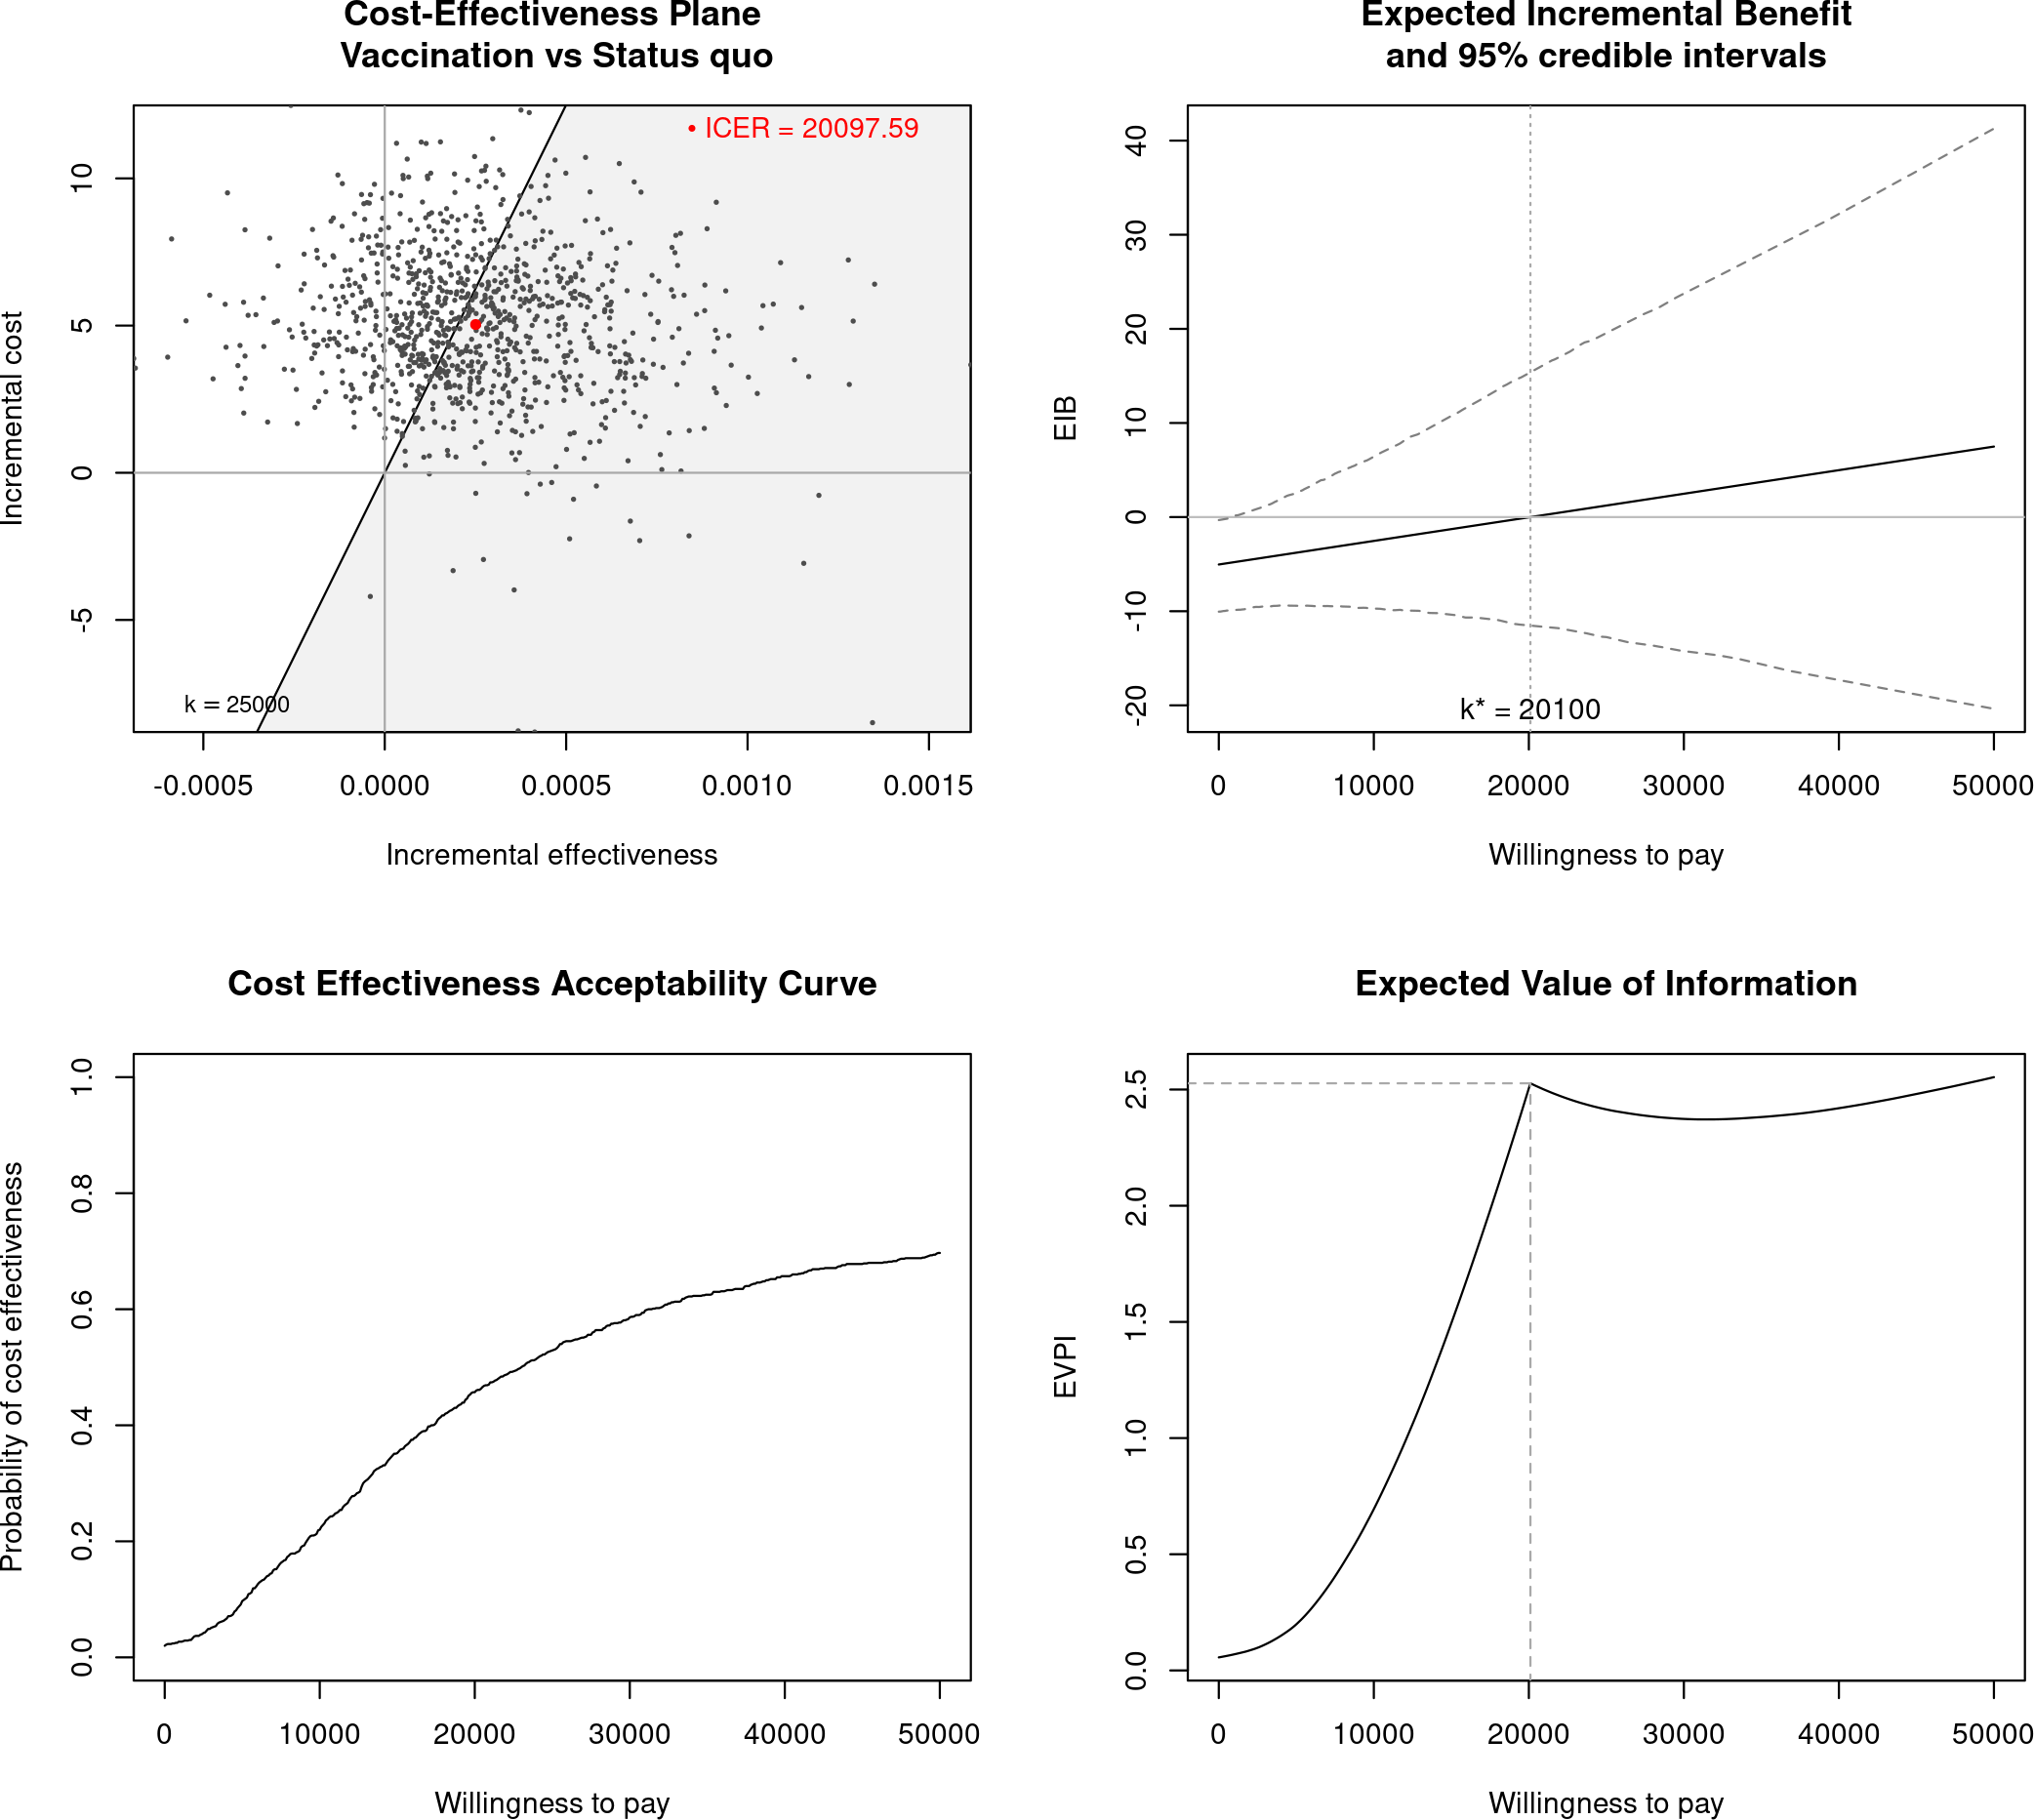 Cost-Effectiveness Plane
Vaccination vs Status quo
• ICER = 20097.59
10
5
0
-5
Incremental cost
k = 25000
-0.0005 0.0000 0.0005 0.0010 0.0015
Incremental effectiveness
Expected Incremental Benefit
and 95% credible intervals
40
30
20
10
0
-10
-20
EIB
k* = 20100
0 10000 20000 30000 40000 50000
Willingness to pay
Cost Effectiveness Acceptability Curve
1.0
0.8
0.6
0.4
0.2
0.0
Probability of cost effectiveness
0 10000 20000 30000 40000 50000
Willingness to pay
Expected Value of Information
2.5
2.0
1.5
1.0
0.5
0.0
EVPI
0 10000 20000 30000 40000 50000
Willingness to pay